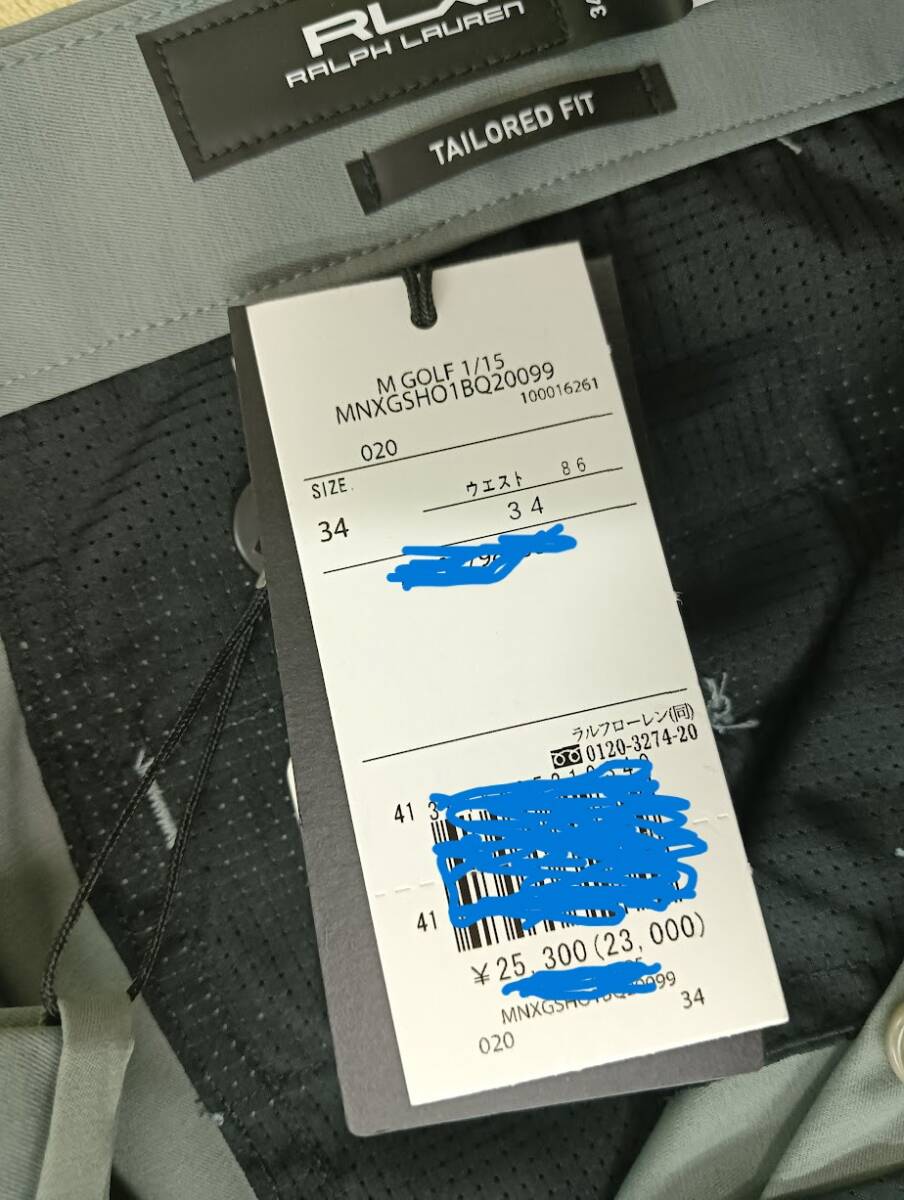 RLX
RALPH LAUREN
34
TAILORED FIT
M GOLF 1/15
MNXGSHO1BQ20099
100016261
020
SIZE.
ウエスト 86
34
34
ラルフローレン(同)
0120-3274-20
41 3
41
¥25,300(23,000)
020
34